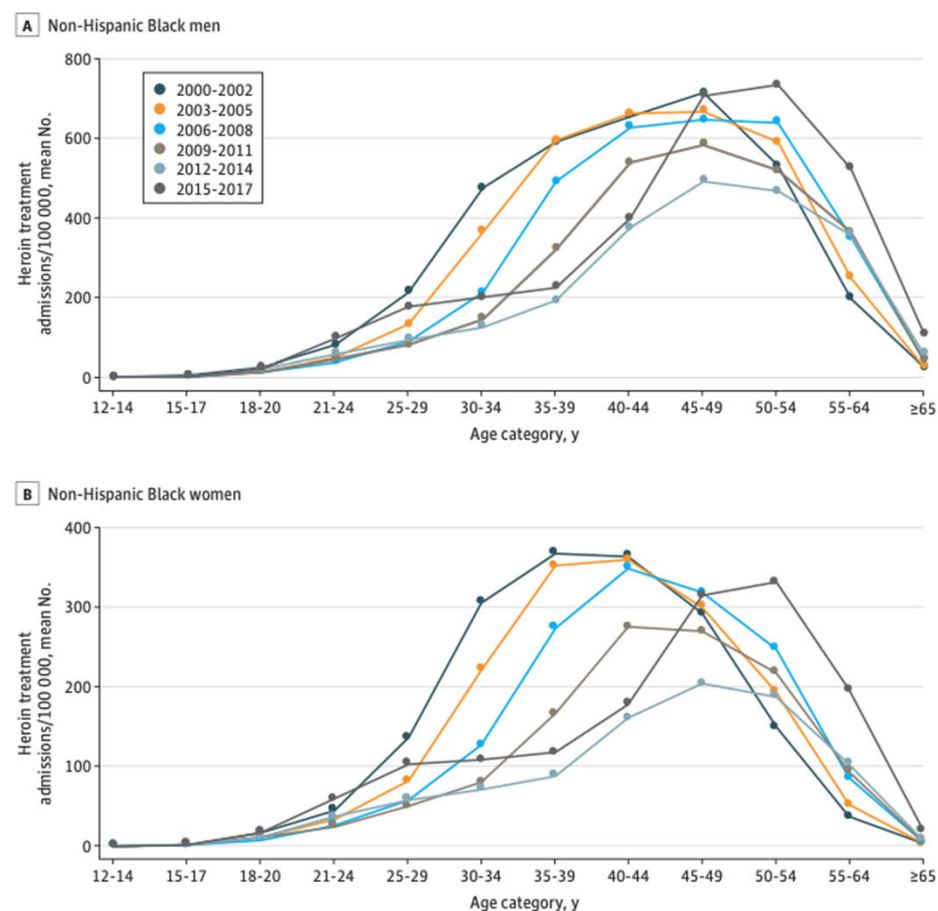 A Non-Hispanic Black men
800
600
400
200
0
Heroin treatment
admissions/100 000, mean No.
2000-2002
2003-2005
2006-2008
2009-2011
2012-2014
2015-2017
12-14 15-17 18-20 21-24 25-29 30-34 35-39 40-44 45-49 50-54 55-64 ≥65
Age category, y
B Non-Hispanic Black women
400
300
200
100
0
Heroin treatment
admissions/100 000, mean No.
12-14 15-17 18-20 21-24 25-29 30-34 35-39 40-44 45-49 50-54 55-64 ≥65
Age category, y